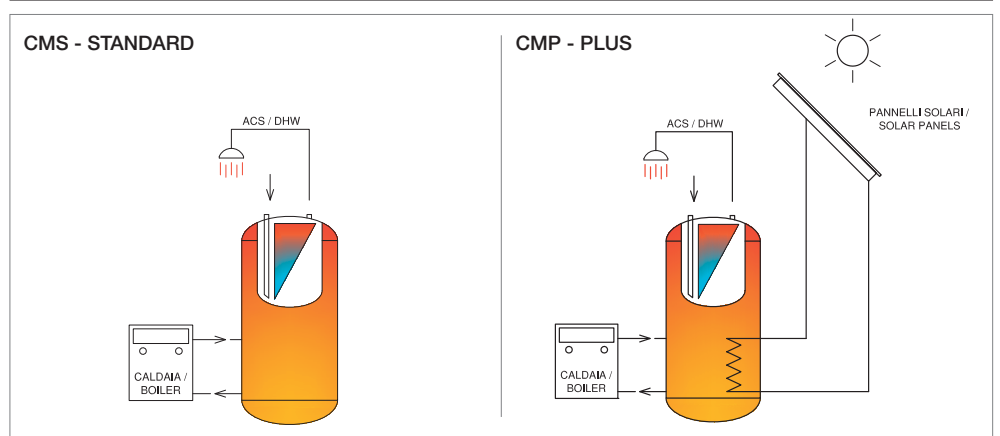 CMS - STANDARD
ACS / DHW
CALDAIA /
BOILER
CMP - PLUS
PANNELLI SOLARI /
SOLAR PANELS
ACS / DHW
CALDAIA /
BOILER